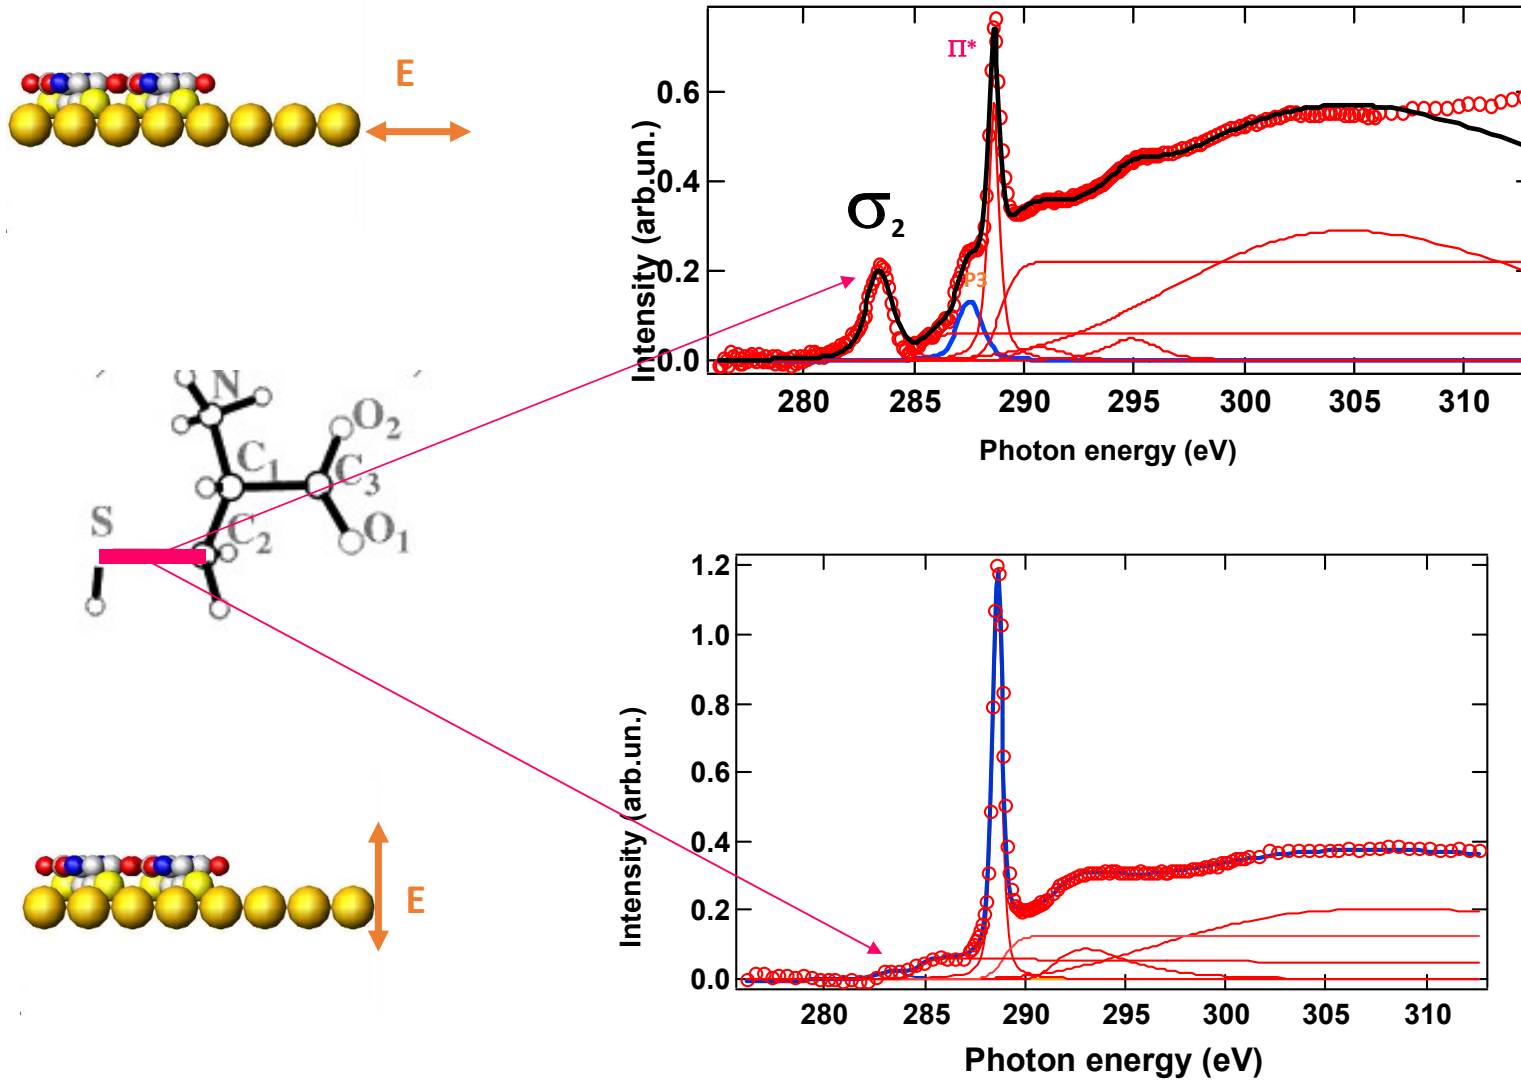 E
Π*
σ₂
P3
Intensity (arb.un.)
0.6
0.4
0.2
0.0
280 285 290 295 300 305 310
Photon energy (eV)
N
O₂
C₁
C₃
S
C₂
O₁
E
Intensity (arb.un.)
1.2
1.0
0.8
0.6
0.4
0.2
0.0
280 285 290 295 300 305 310
Photon energy (eV)